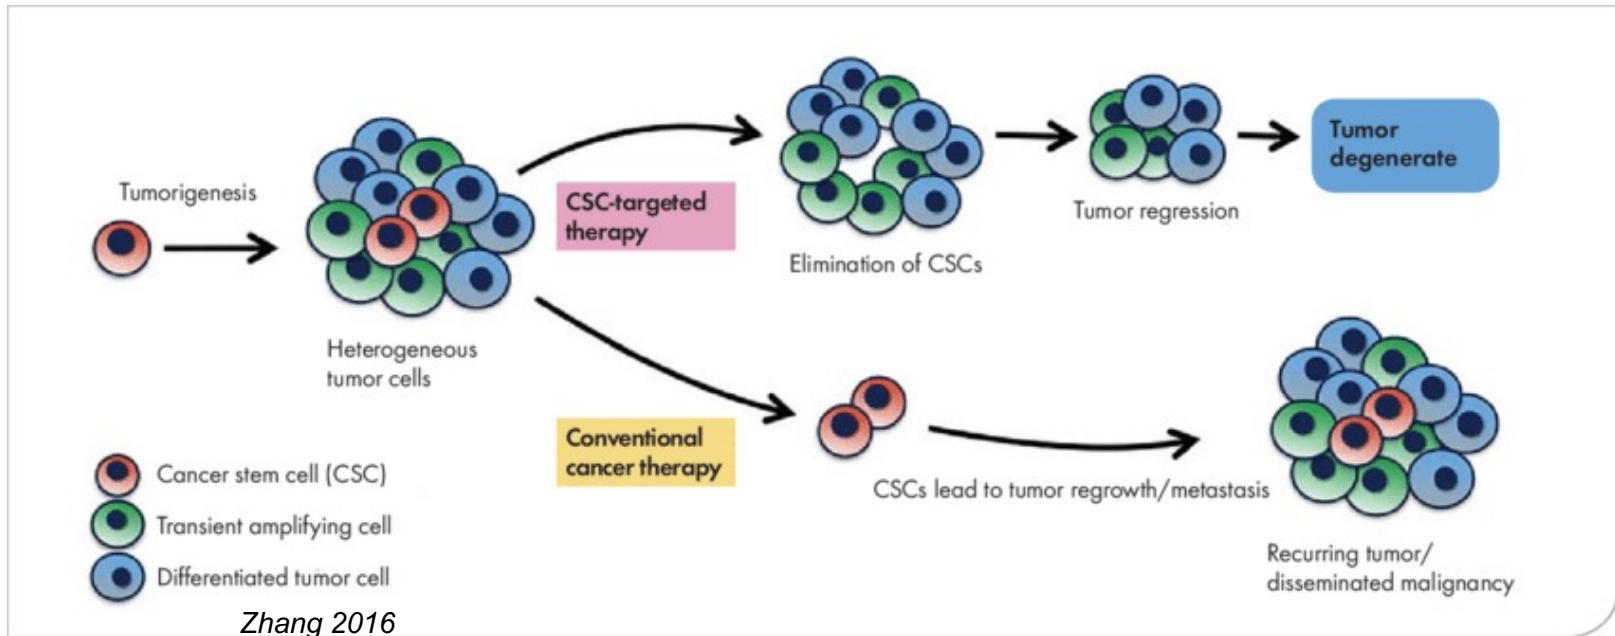 Tumorigenesis
Heterogeneous
tumor cells
CSC-targeted
therapy
Elimination of CSCs
Tumor regression
Tumor
degenerate
Conventional
cancer therapy
CSCs lead to tumor regrowth/metastasis
Recurring tumor/
disseminated malignancy
Cancer stem cell (CSC)
Transient amplifying cell
Differentiated tumor cell
Zhang 2016